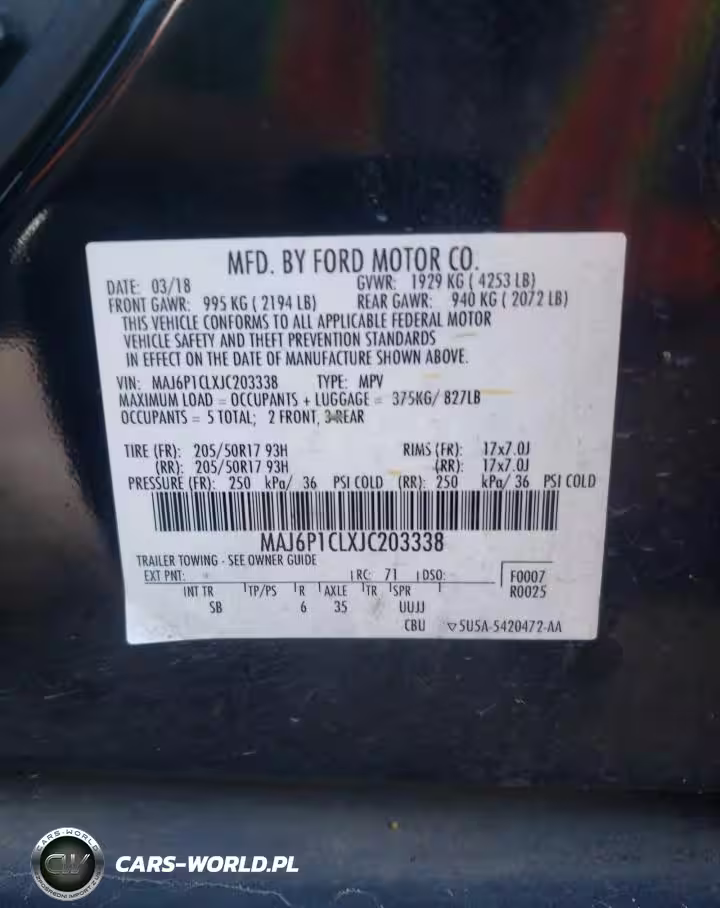 MFD. BY FORD MOTOR CO.
DATE: 03/18 GVWR: 1929 KG ( 4253 LB)
FRONT GAWR: 995 KG ( 2194 LB) REAR GAWR: 940 KG ( 2072 LB)
THIS VEHICLE CONFORMS TO ALL APPLICABLE FEDERAL MOTOR
VEHICLE SAFETY AND THEFT PREVENTION STANDARDS
IN EFFECT ON THE DATE OF MANUFACTURE SHOWN ABOVE.
VIN: MAJ6P1CLXJC203338 TYPE: MPV
MAXIMUM LOAD = OCCUPANTS + LUGGAGE = 375KG/ 827LB
OCCUPANTS = 5 TOTAL; 2 FRONT, 3 REAR
TIRE (FR): 205/50R17 93H RIMS (FR): 17x7.0J
(RR): 205/50R17 93H (RR): 17x7.0J
PRESSURE (FR): 250 kPa/ 36 PSI COLD (RR): 250 kPa/ 36 PSI COLD
MAJ6P1CLXJC203338
TRAILER TOWING - SEE OWNER GUIDE
EXT PNT: RC: 71 DSO: F0007
R0025
INT TR TP/PS R AXLE TR SPR
SB 6 35 UUJJ
CBU ▽5U5A-5420472-AA
CARS-WORLD
CW
CARS-WORLD.PL